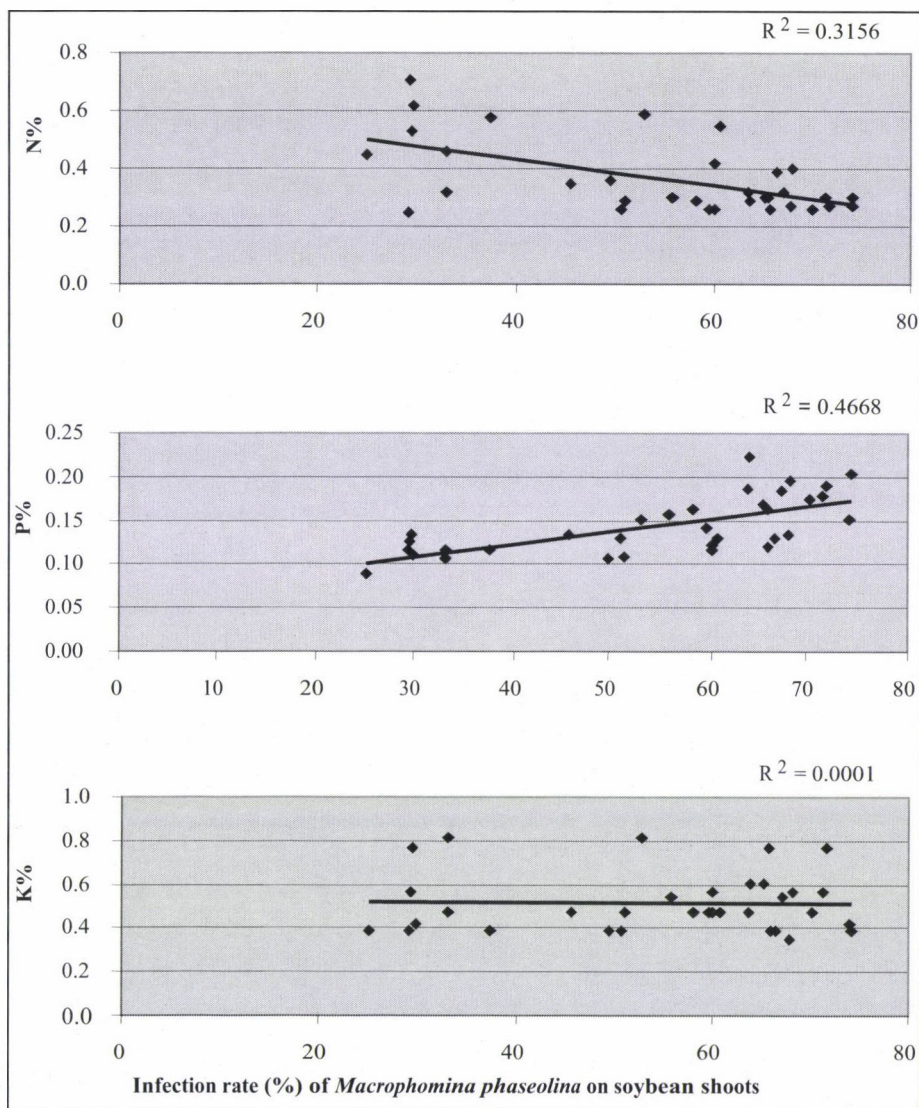 R 2 = 0.3156
0.8
0.6
0.4
0.2
0.0
N%
0 20 40 60 80
R 2 = 0.4668
0.25
0.20
0.15
0.10
0.05
0.00
P%
0 10 20 30 40 50 60 70 80
R 2 = 0.0001
1.0
0.8
0.6
0.4
0.2
0.0
K%
0 20 40 60 80
Infection rate (%) of Macrophomina phaseolina on soybean shoots